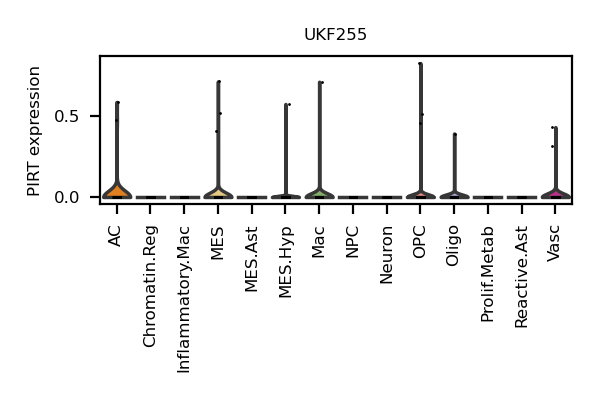 UKF255
PIRT expression
0.5
0.0
AC
Chromatin.Reg
Inflammatory.Mac
MES
MES.Ast
MES.Hyp
Mac
NPC
Neuron
OPC
Oligo
Prolif.Metab
Reactive.Ast
Vasc